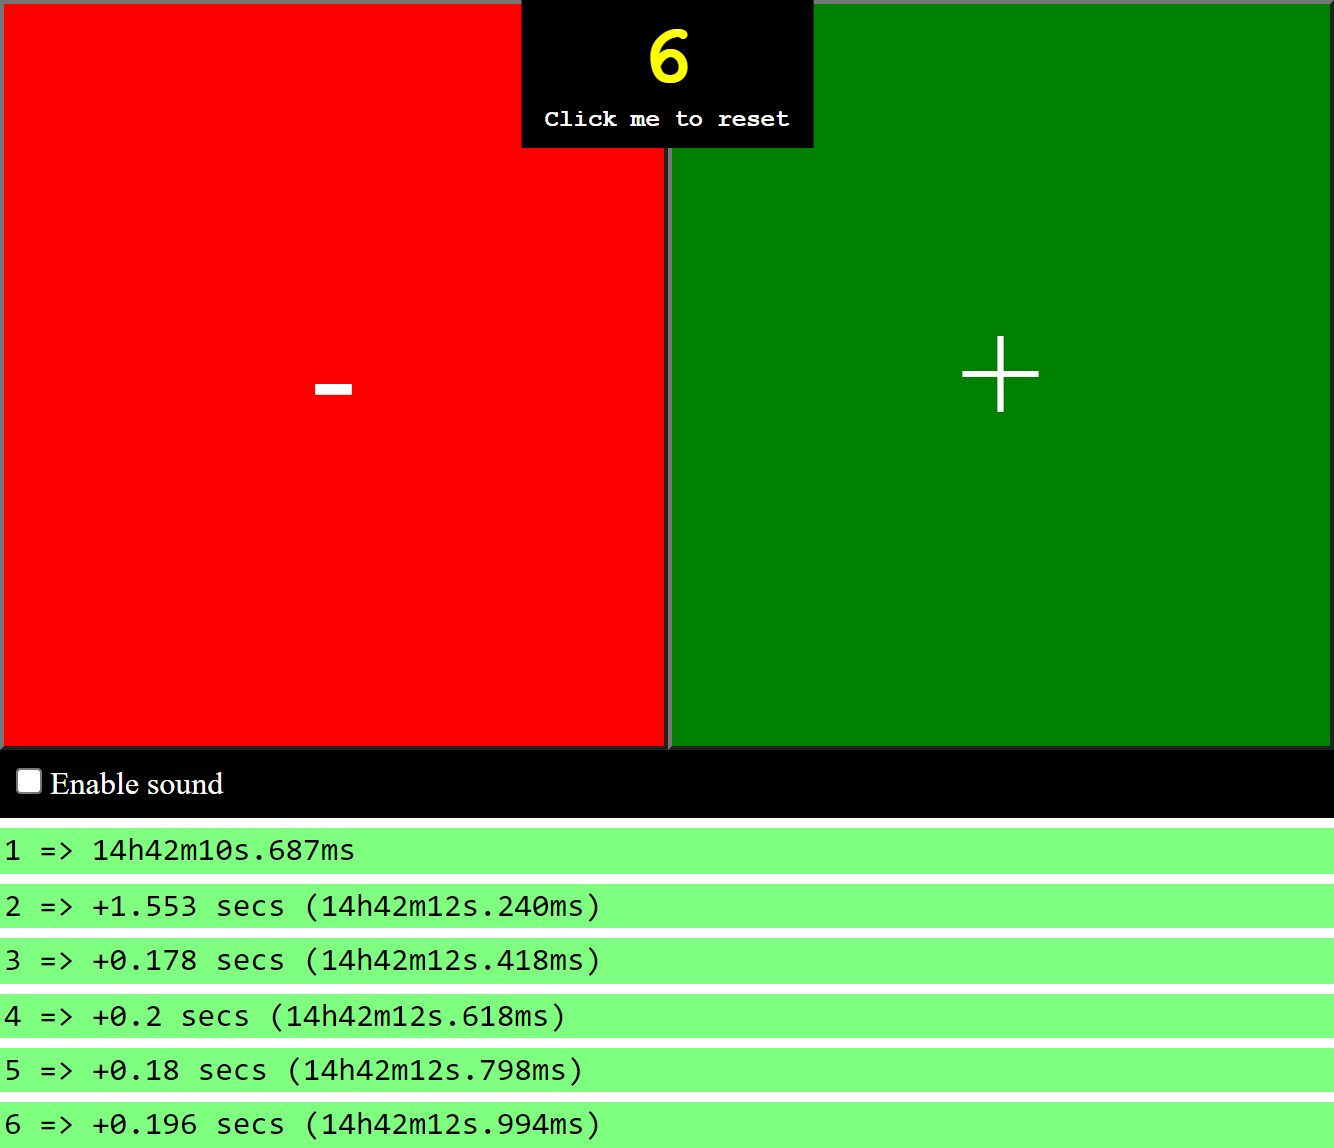 6
Click me to reset
-
+
Enable sound
1 => 14h42m10s.687ms
2 => +1.553 secs (14h42m12s.240ms)
3 => +0.178 secs (14h42m12s.418ms)
4 => +0.2 secs (14h42m12s.618ms)
5 => +0.18 secs (14h42m12s.798ms)
6 => +0.196 secs (14h42m12s.994ms)